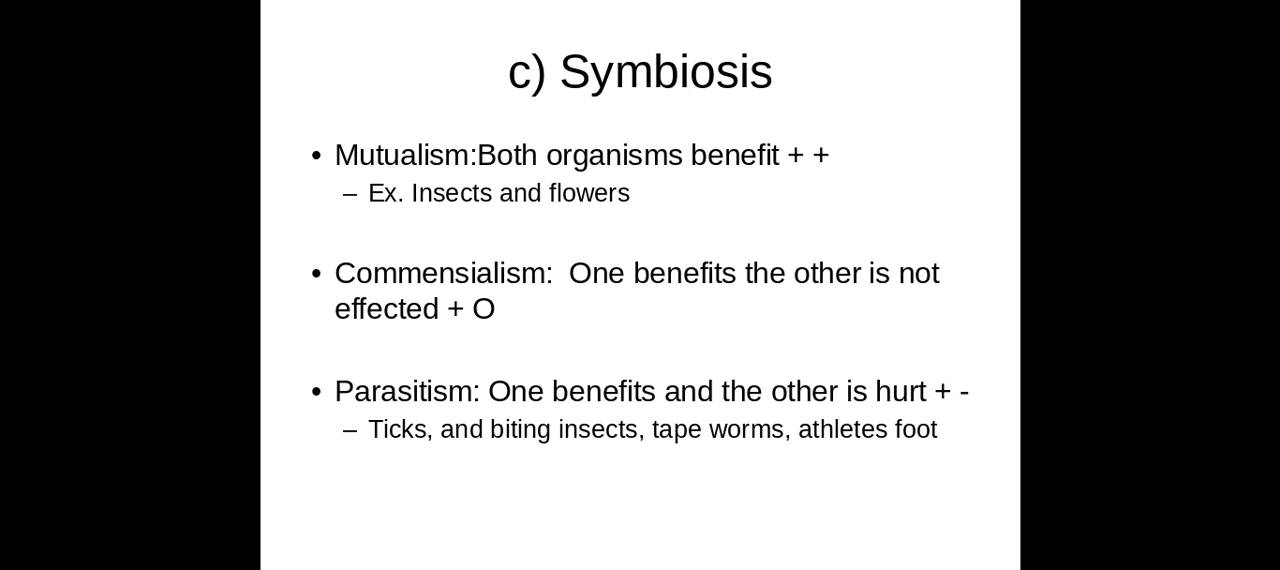 c) Symbiosis
• Mutualism:Both organisms benefit + +
– Ex. Insects and flowers
• Commensialism:  One benefits the other is not
effected + O
• Parasitism: One benefits and the other is hurt + -
– Ticks, and biting insects, tape worms, athletes foot